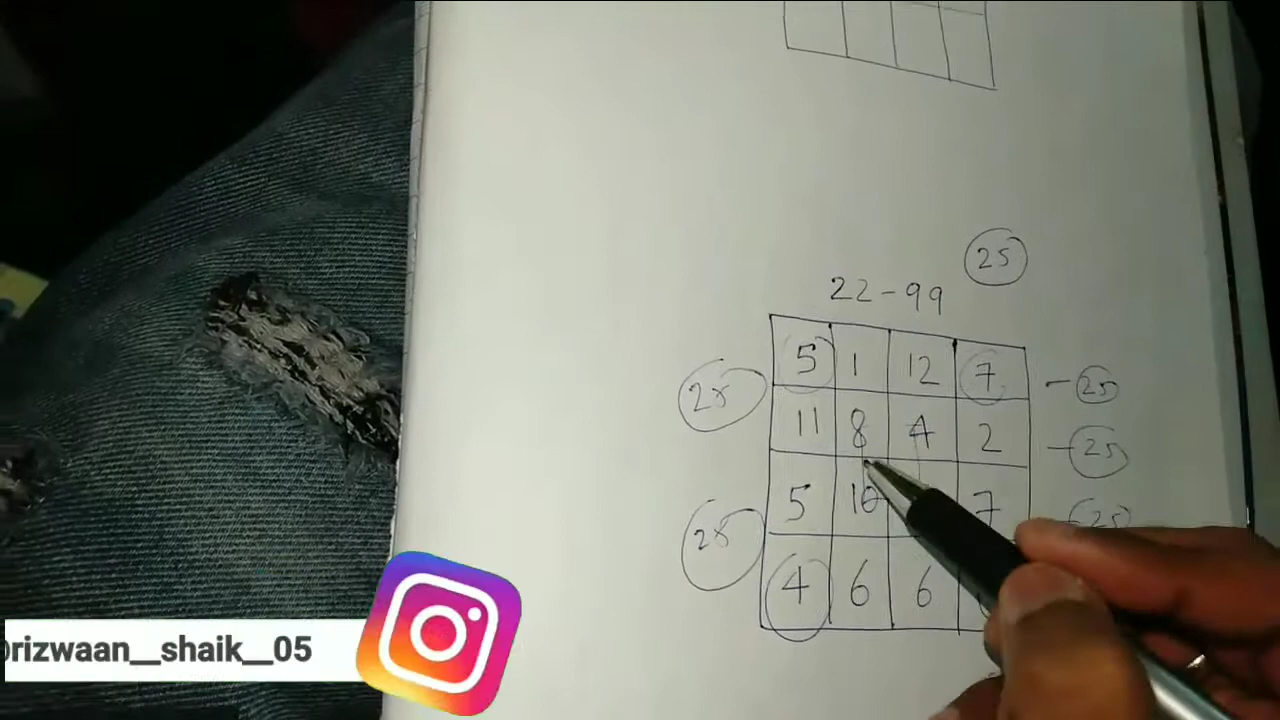 25
22-99
5 1 12 7 - 25
25
11 8 4 2 - 25
5 10 7 - 25
25
4 6 6
@rizwaan__shaik__05